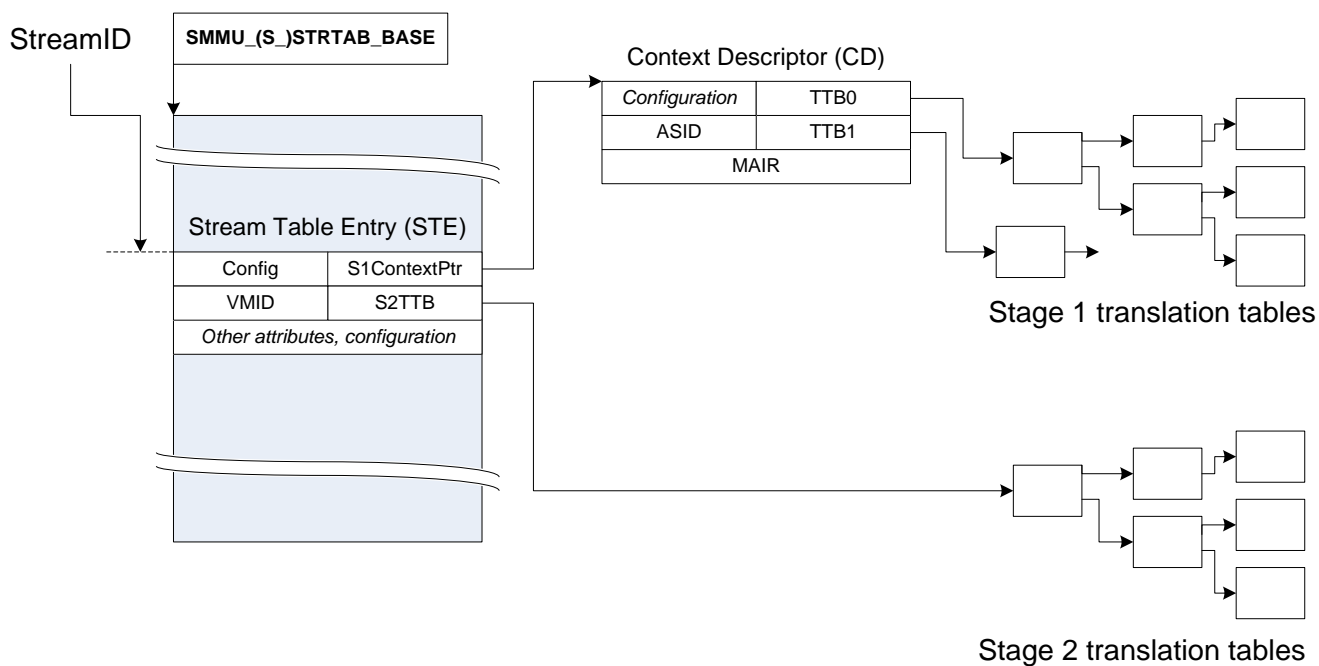 StreamID
SMMU_(S_)STRTAB_BASE
Context Descriptor (CD)
Configuration TTB0
ASID TTB1
MAIR
Stream Table Entry (STE)
Config S1ContextPtr
VMID S2TTB
Other attributes, configuration
Stage 1 translation tables
Stage 2 translation tables